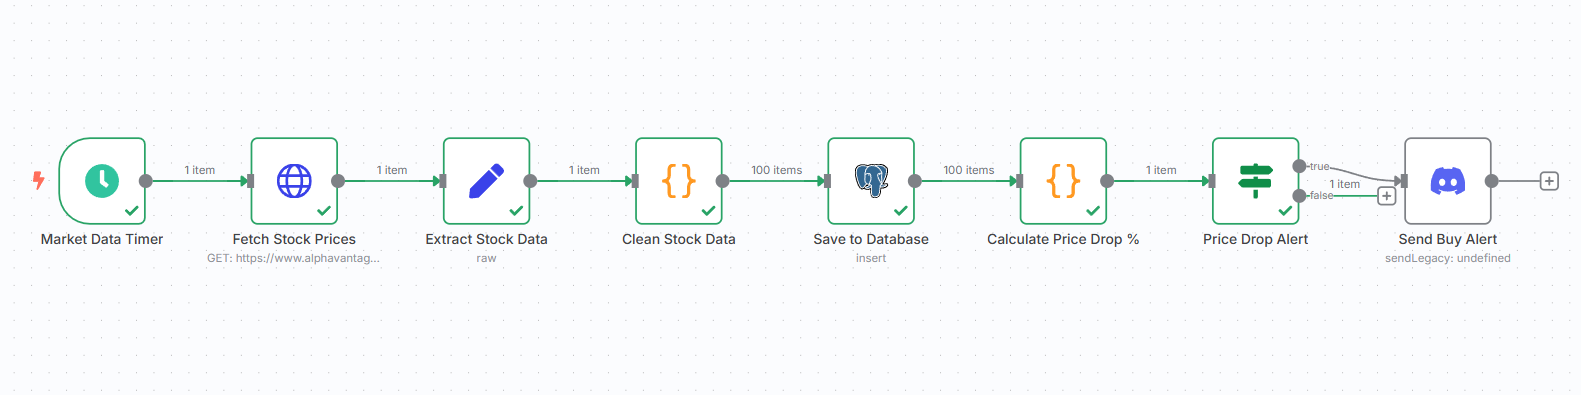 1 item
1 item
1 item
100 items
100 items
1 item
true
1 item
false
Market Data Timer
Fetch Stock Prices
GET: https://www.alphavantag...
Extract Stock Data
raw
{}
Clean Stock Data
Save to Database
insert
{}
Calculate Price Drop %
Price Drop Alert
Send Buy Alert
sendLegacy: undefined